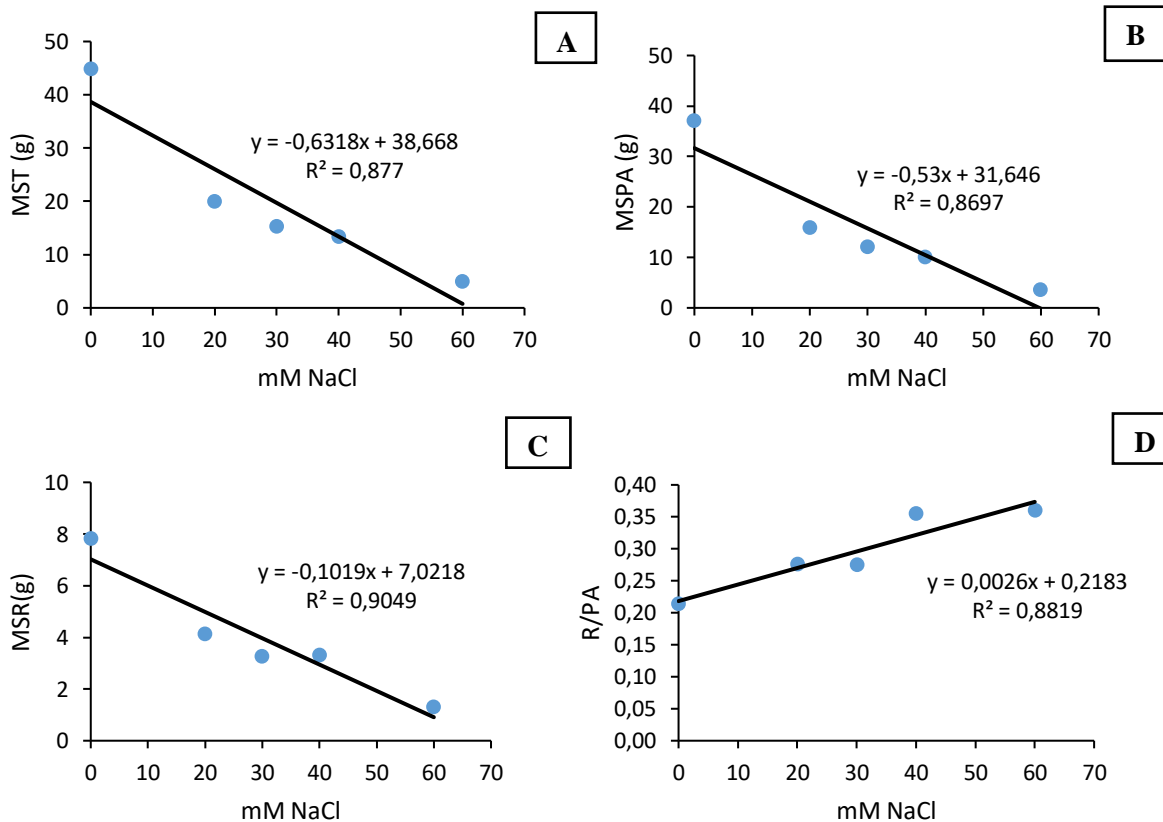 A
50
40
30
20
10
0
MST (g)
y = -0,6318x + 38,668
R² = 0,877
0 10 20 30 40 50 60 70
mM NaCl
B
50
40
30
20
10
0
MSPA (g)
y = -0,53x + 31,646
R² = 0,8697
0 10 20 30 40 50 60 70
mM NaCl
C
10
8
6
4
2
0
MSR(g)
y = -0,1019x + 7,0218
R² = 0,9049
0 10 20 30 40 50 60 70
mM NaCl
D
0,40
0,35
0,30
0,25
0,20
0,15
0,10
0,05
0,00
R/PA
y = 0,0026x + 0,2183
R² = 0,8819
0 10 20 30 40 50 60 70
mM NaCl